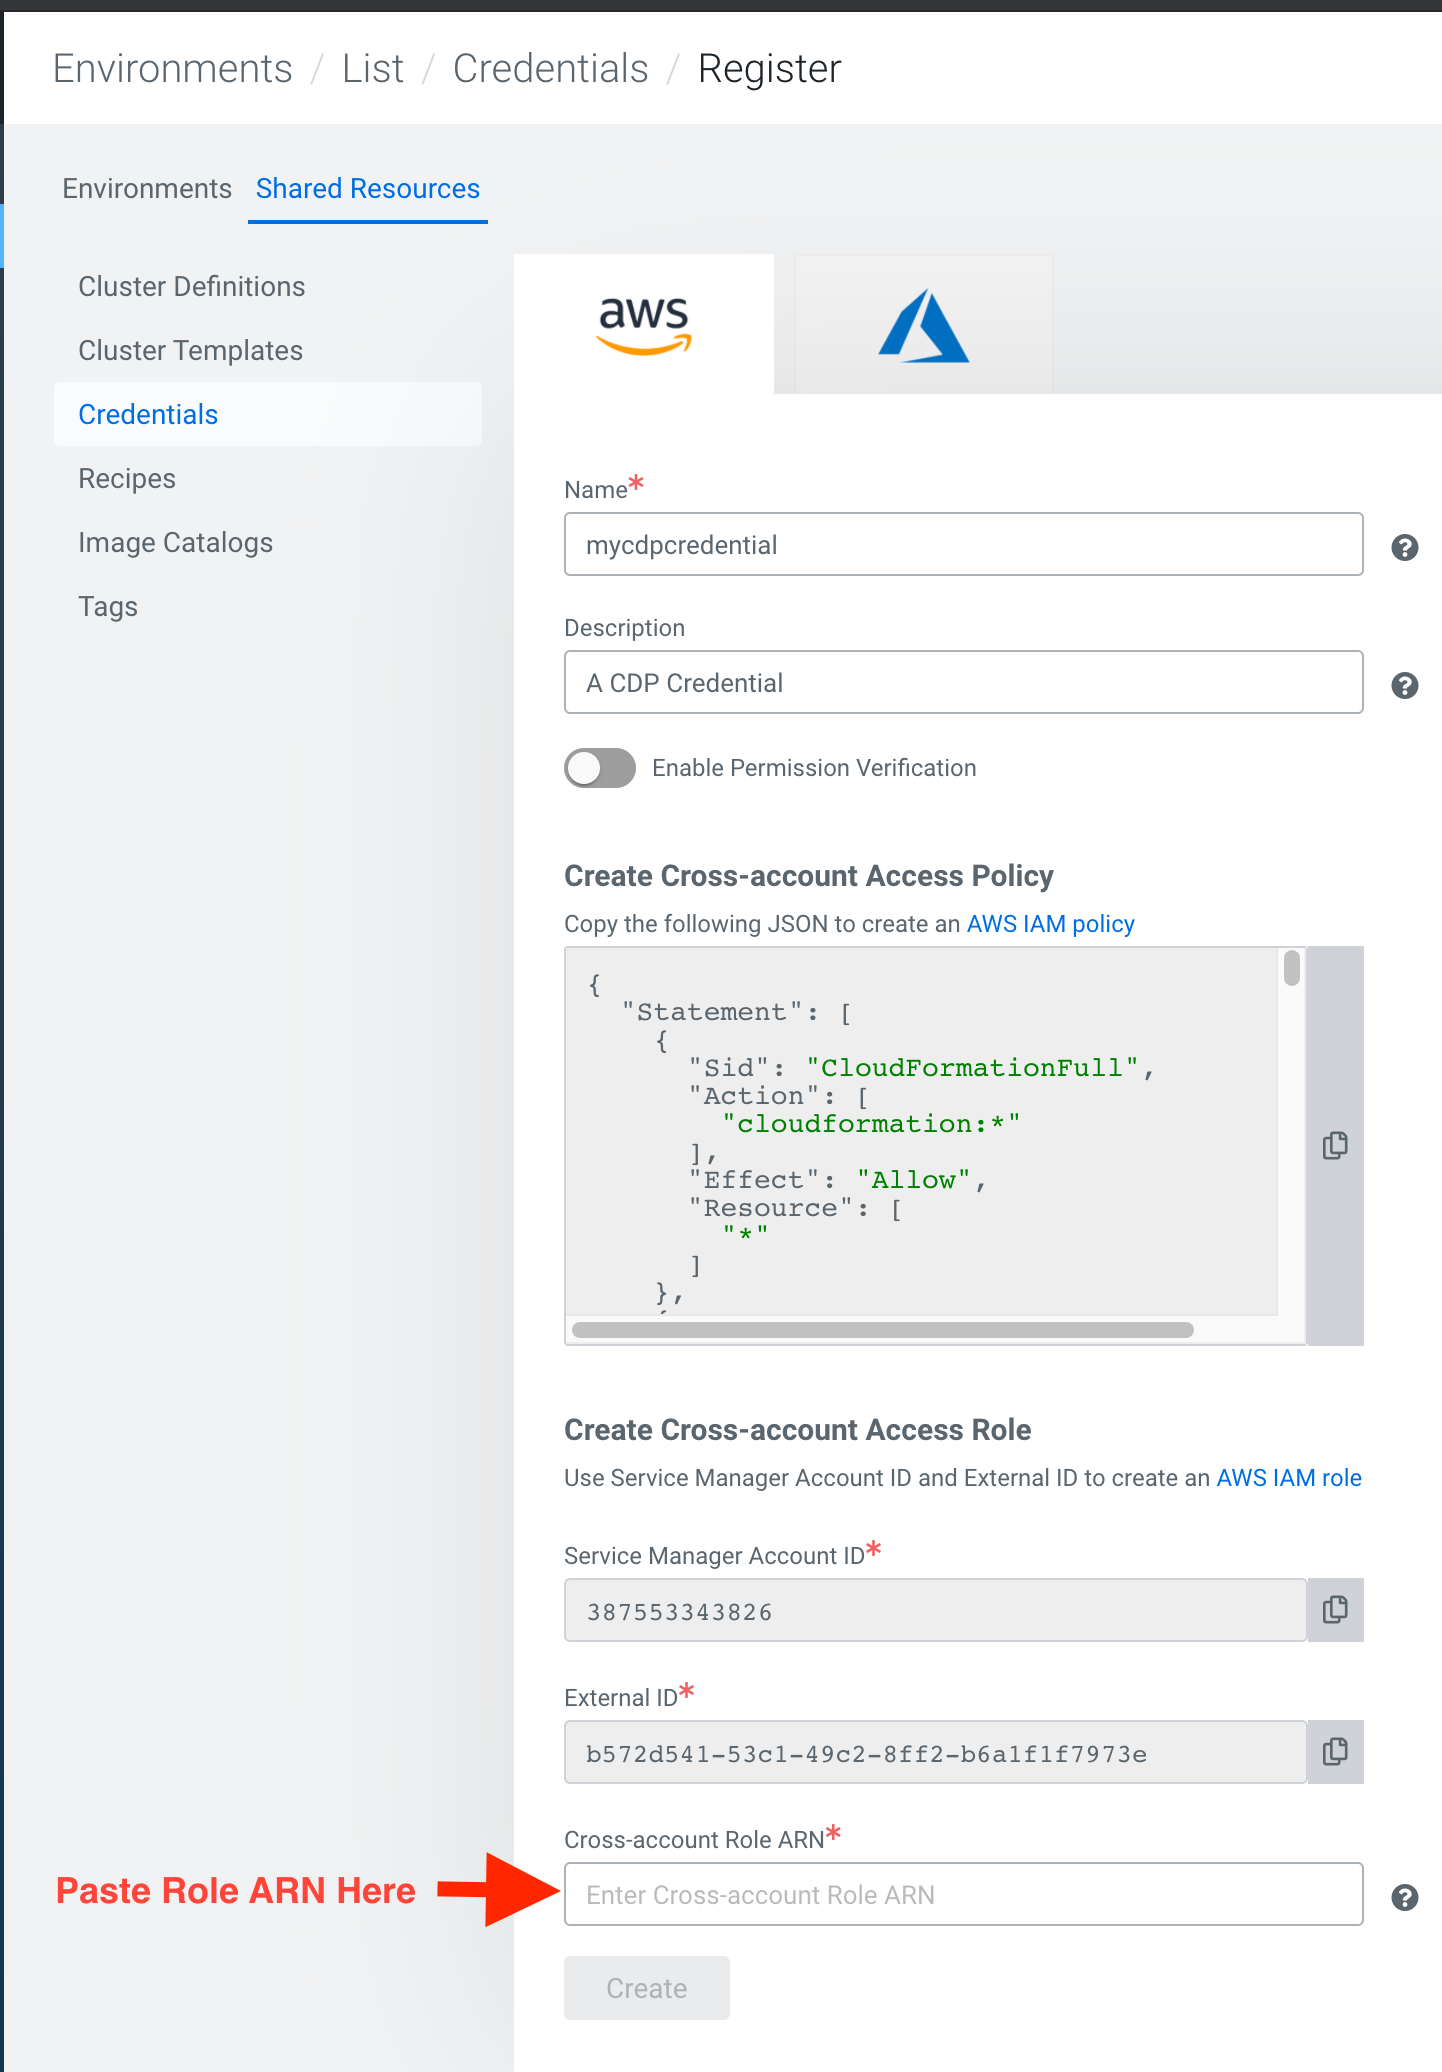 Environments / List / Credentials / Register
Environments Shared Resources
Cluster Definitions
Cluster Templates
Credentials
Recipes
Image Catalogs
Tags
aws
Name*
mycdpcredential
Description
A CDP Credential
Enable Permission Verification
Create Cross-account Access Policy
Copy the following JSON to create an AWS IAM policy
{
  "Statement": [
    {
      "Sid": "CloudFormationFull",
      "Action": [
        "cloudformation:*"
      ],
      "Effect": "Allow",
      "Resource": [
        "*"
      ]
    },
Create Cross-account Access Role
Use Service Manager Account ID and External ID to create an AWS IAM role
Service Manager Account ID*
387553343826
External ID*
b572d541-53c1-49c2-8ff2-b6a1f1f7973e
Cross-account Role ARN*
Paste Role ARN Here
Enter Cross-account Role ARN
Create